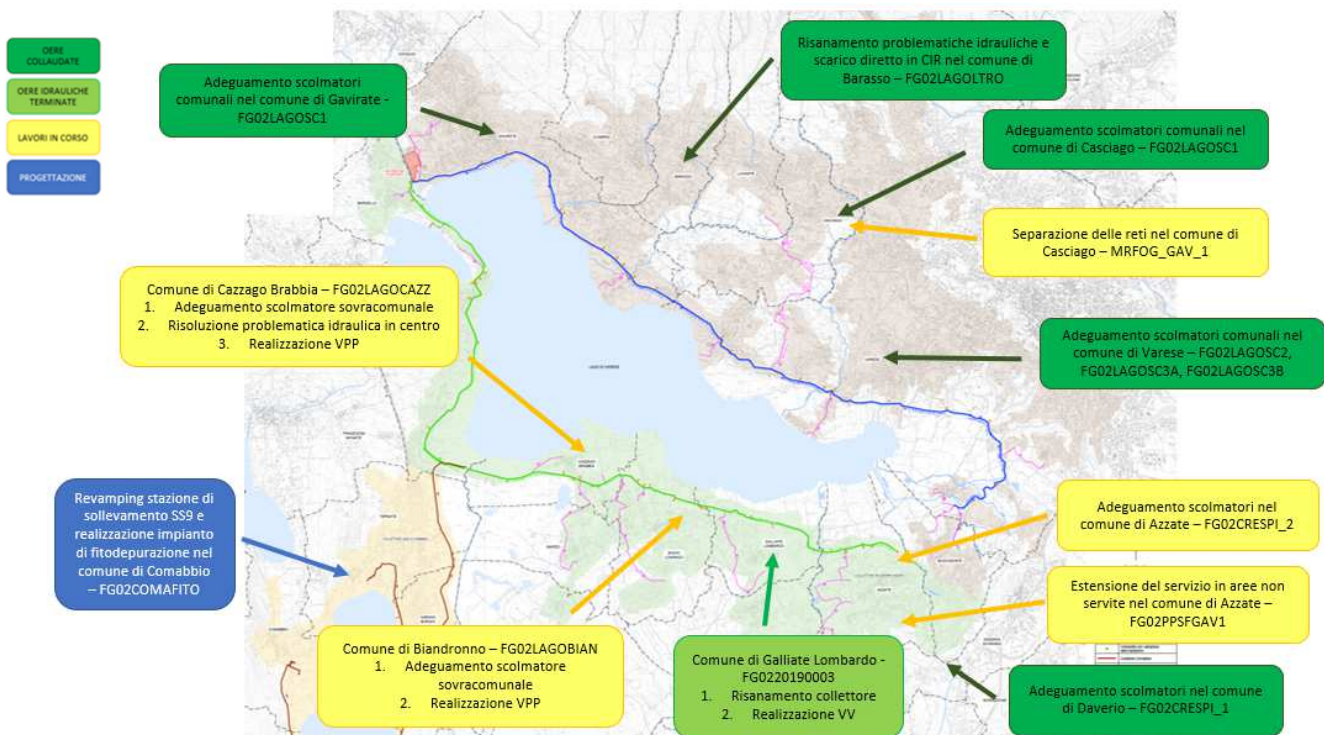 OERE
COLLAUDATE
OERE IDRAULICHE
TERMINATE
LAVORI IN CORSO
PROGETTAZIONE
Adeguamento scolmatori
comunali nel comune di Gavirate -
FG02LAGOSC1
Risanamento problematiche idrauliche e
scarico diretto in CIR nel comune di
Barasso – FG02LAGOLTRO
Adeguamento scolmatori comunali nel
comune di Casciago – FG02LAGOSC1
Separazione delle reti nel comune di
Casciago – MRFOG_GAV_1
Comune di Cazzago Brabbia – FG02LAGOCAZZ
1. Adeguamento scolmatore sovracomunale
2. Risoluzione problematica idraulica in centro
3. Realizzazione VPP
Adeguamento scolmatori comunali nel
comune di Varese – FG02LAGOSC2,
FG02LAGOSC3A, FG02LAGOSC3B
LAGO DI VARESE
Revamping stazione di
sollevamento SS9 e
realizzazione impianto
di fitodepurazione nel
comune di Comabbio
– FG02COMAFITO
Adeguamento scolmatori nel
comune di Azzate – FG02CRESPI_2
Estensione del servizio in aree non
servite nel comune di Azzate –
FG02PPSFGAV1
Comune di Biandronno – FG02LAGOBIAN
1. Adeguamento scolmatore
sovracomunale
2. Realizzazione VPP
Comune di Galliate Lombardo -
FG0220190003
1. Risanamento collettore
2. Realizzazione VV
Adeguamento scolmatori nel comune
di Daverio – FG02CRESPI_1